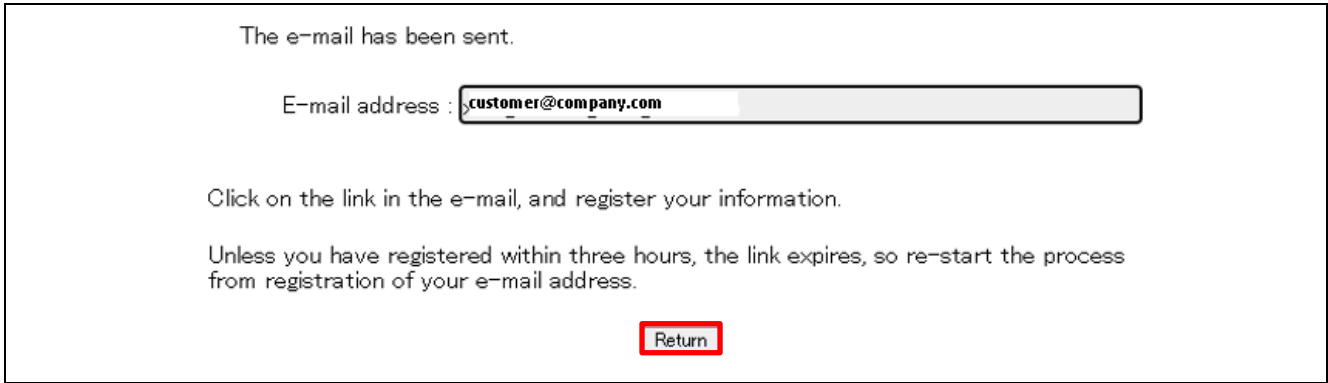 The e-mail has been sent.
E-mail address : customer@company.com
Click on the link in the e-mail, and register your information.
Unless you have registered within three hours, the link expires, so re-start the process
from registration of your e-mail address.
Return